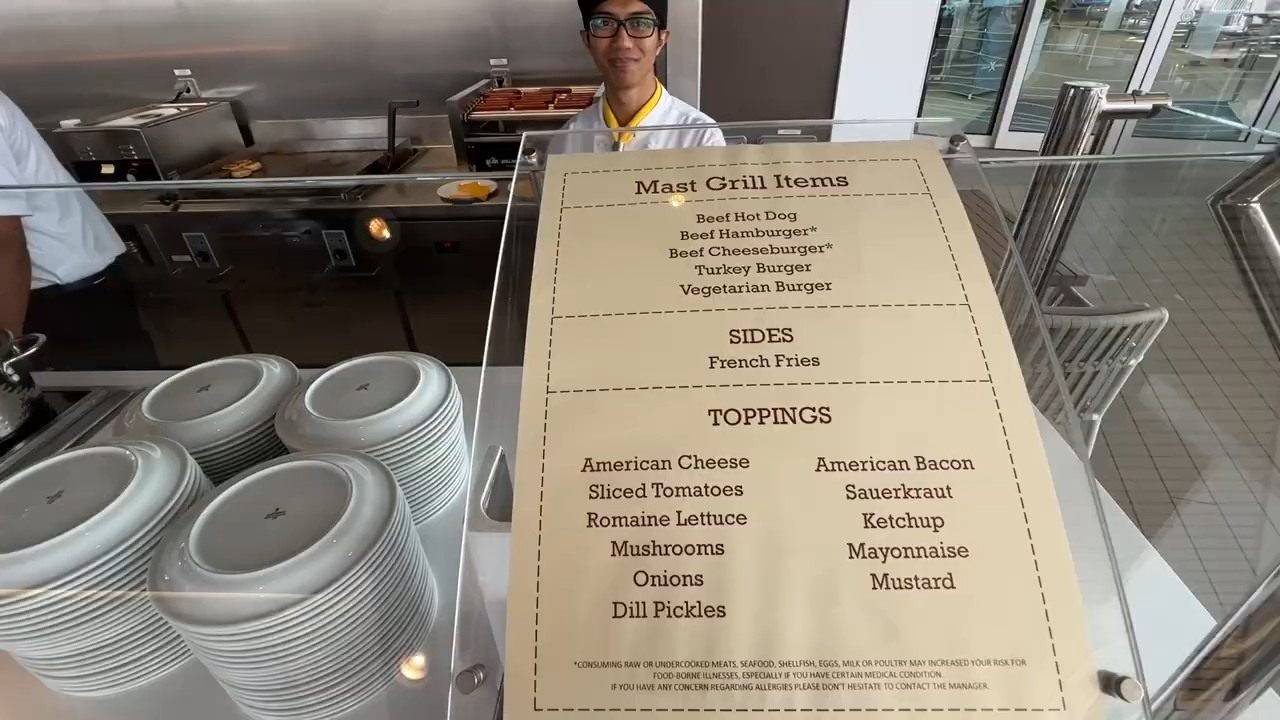 Mast Grill Items
Beef Hot Dog
Beef Hamburger*
Beef Cheeseburger*
Turkey Burger
Vegetarian Burger
SIDES
French Fries
TOPPINGS
American Cheese
Sliced Tomatoes
Romaine Lettuce
Mushrooms
Onions
Dill Pickles
American Bacon
Sauerkraut
Ketchup
Mayonnaise
Mustard
*CONSUMING RAW OR UNDERCOOKED MEATS, SEAFOOD, SHELLFISH, EGGS, MILK OR POULTRY MAY INCREASED YOUR RISK FOR
FOOD-BORNE ILLNESSES, ESPECIALLY IF YOU HAVE CERTAIN MEDICAL CONDITION.
IF YOU HAVE ANY CONCERN REGARDING ALLERGIES PLEASE DON'T HESITATE TO CONTACT THE MANAGER.